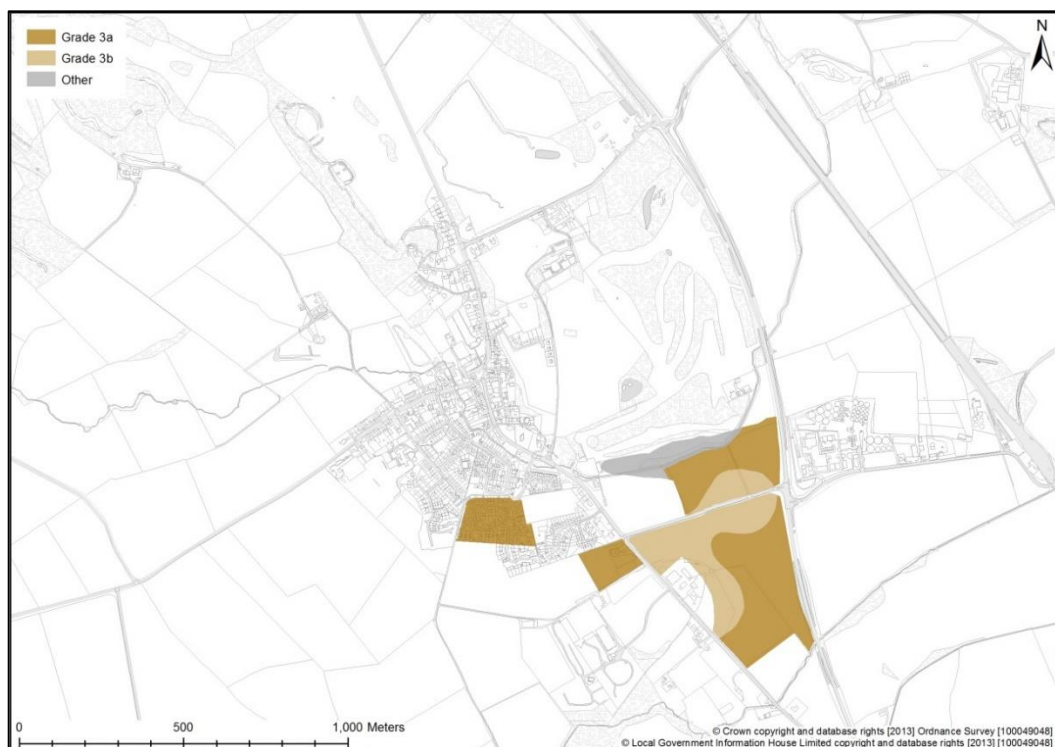 Grade 3a
Grade 3b
Other
N
0 500 1,000 Meters
© Crown copyright and database rights [2013] Ordnance Survey [100049048]
© Local Government Information House Limited copyright and database rights [2013] [100049048]